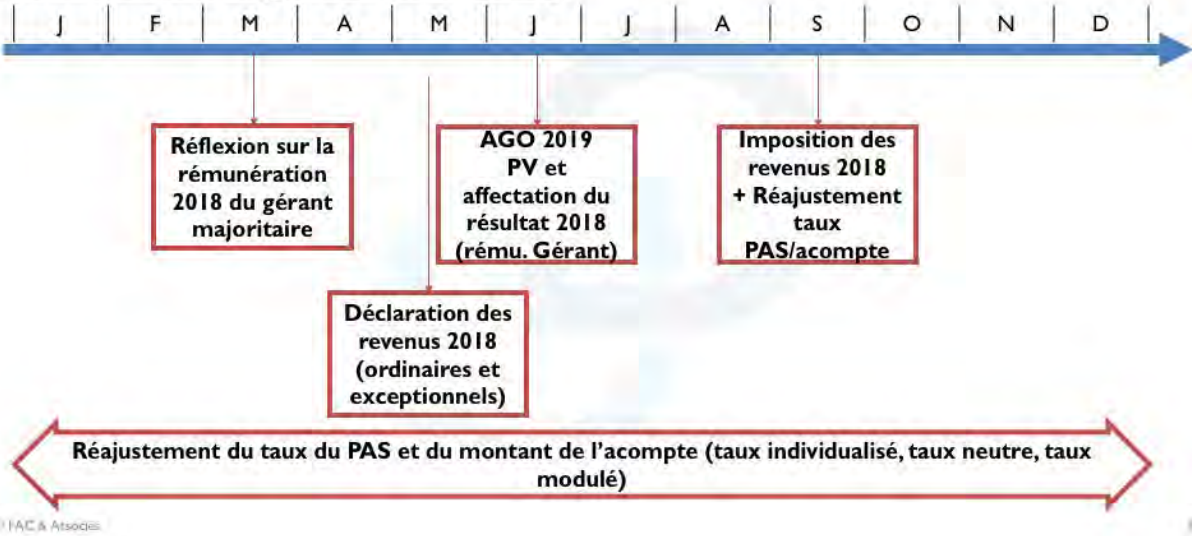 J F M A M J J A S O N D
Réflexion sur la
rémunération
2018 du gérant
majoritaire
AGO 2019
PV et
affectation du
résultat 2018
(rému. Gérant)
Imposition des
revenus 2018
+ Réajustement
taux
PAS/acompte
Déclaration des
revenus 2018
(ordinaires et
exceptionnels)
Réajustement du taux du PAS et du montant de l'acompte (taux individualisé, taux neutre, taux
modulé)
FAC & Associés